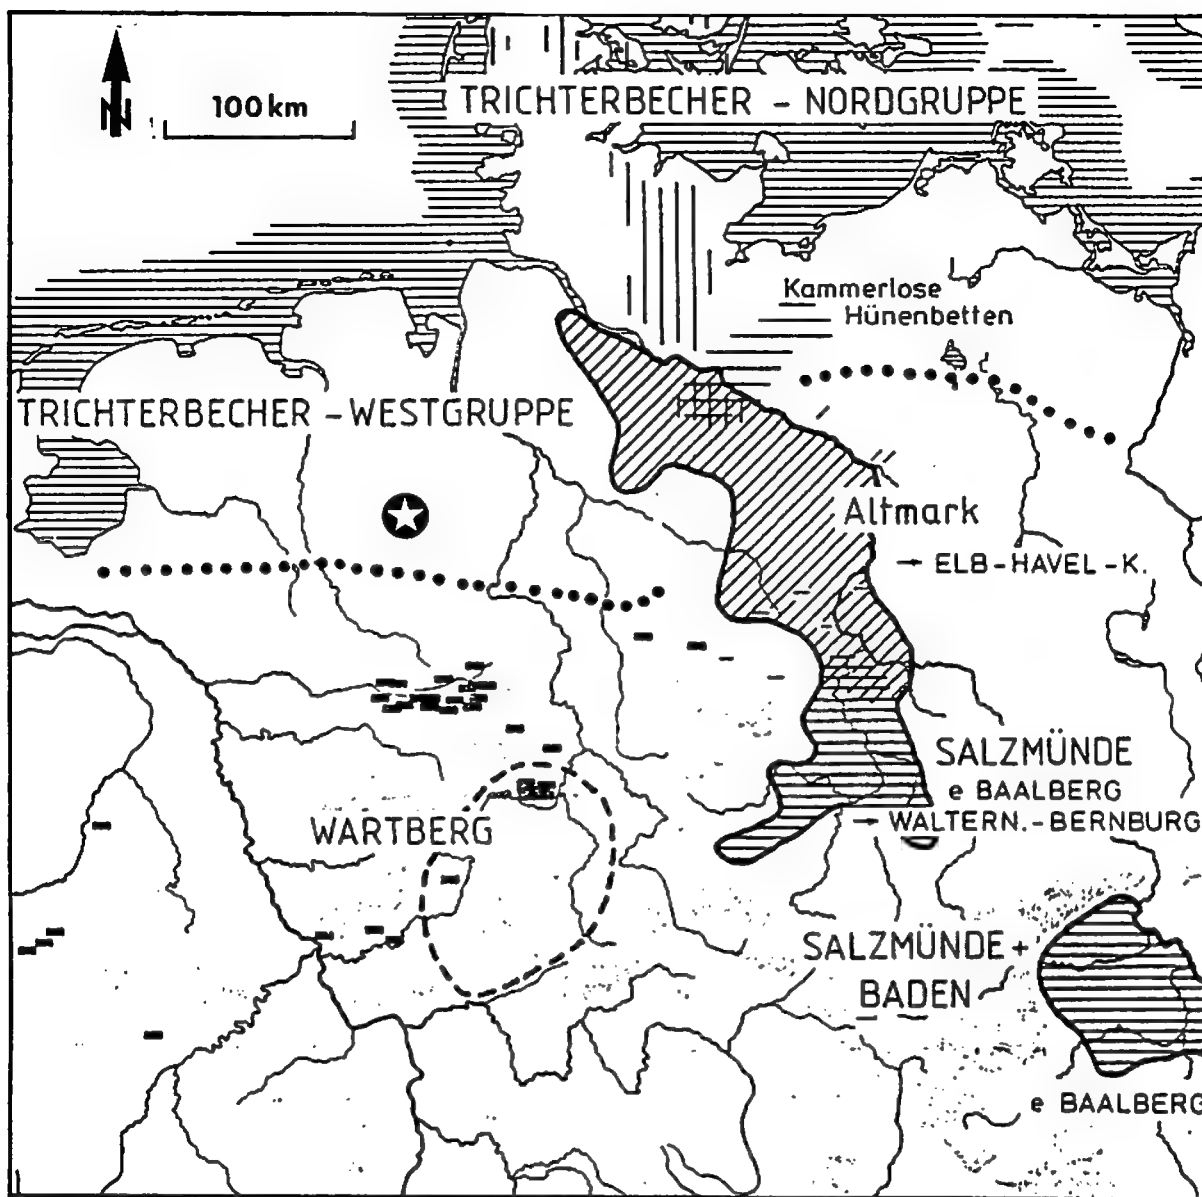 N
100 km
TRICHTERBECHER - NORDGRUPPE
Kammerlose
Hünenbetten
TRICHTERBECHER - WESTGRUPPE
Altmark
→ ELB-HAVEL-K.
SALZMÜNDE
e BAALBERG
→ WALTERN.-BERNBURG
WARTBERG
SALZMÜNDE +
BADEN
e BAALBERG